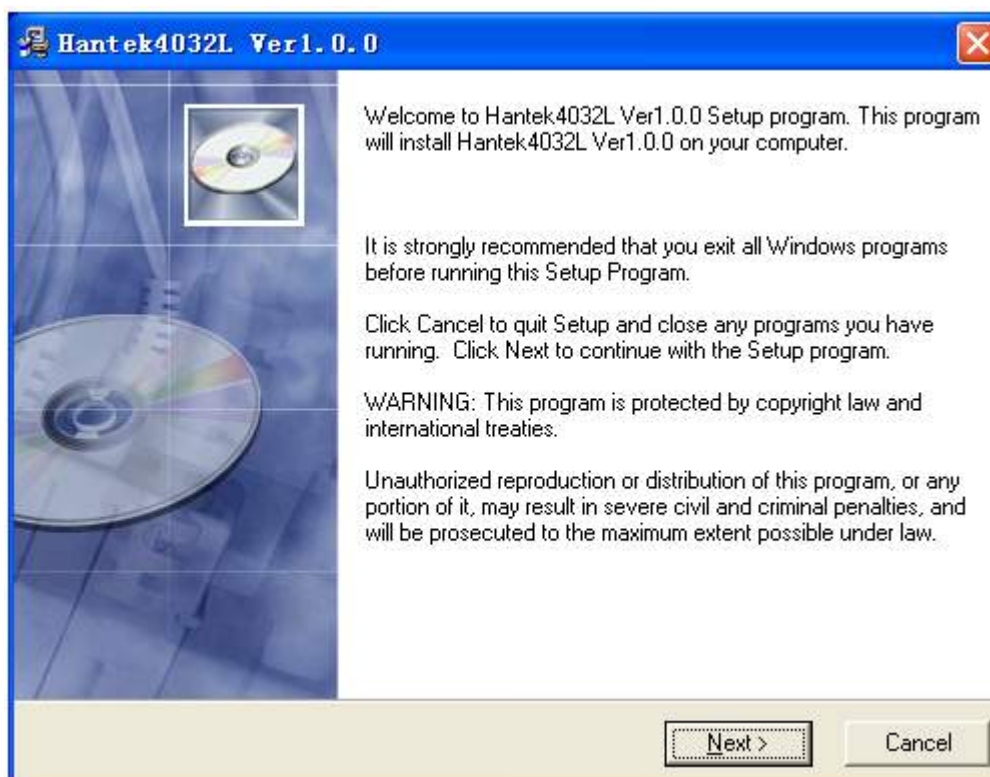 Hantek4032L Ver1.0.0
Welcome to Hantek4032L Ver1.0.0 Setup program. This program
will install Hantek4032L Ver1.0.0 on your computer.
It is strongly recommended that you exit all Windows programs
before running this Setup Program.
Click Cancel to quit Setup and close any programs you have
running.  Click Next to continue with the Setup program.
WARNING: This program is protected by copyright law and
international treaties.
Unauthorized reproduction or distribution of this program, or any
portion of it, may result in severe civil and criminal penalties, and
will be prosecuted to the maximum extent possible under law.
Next >
Cancel